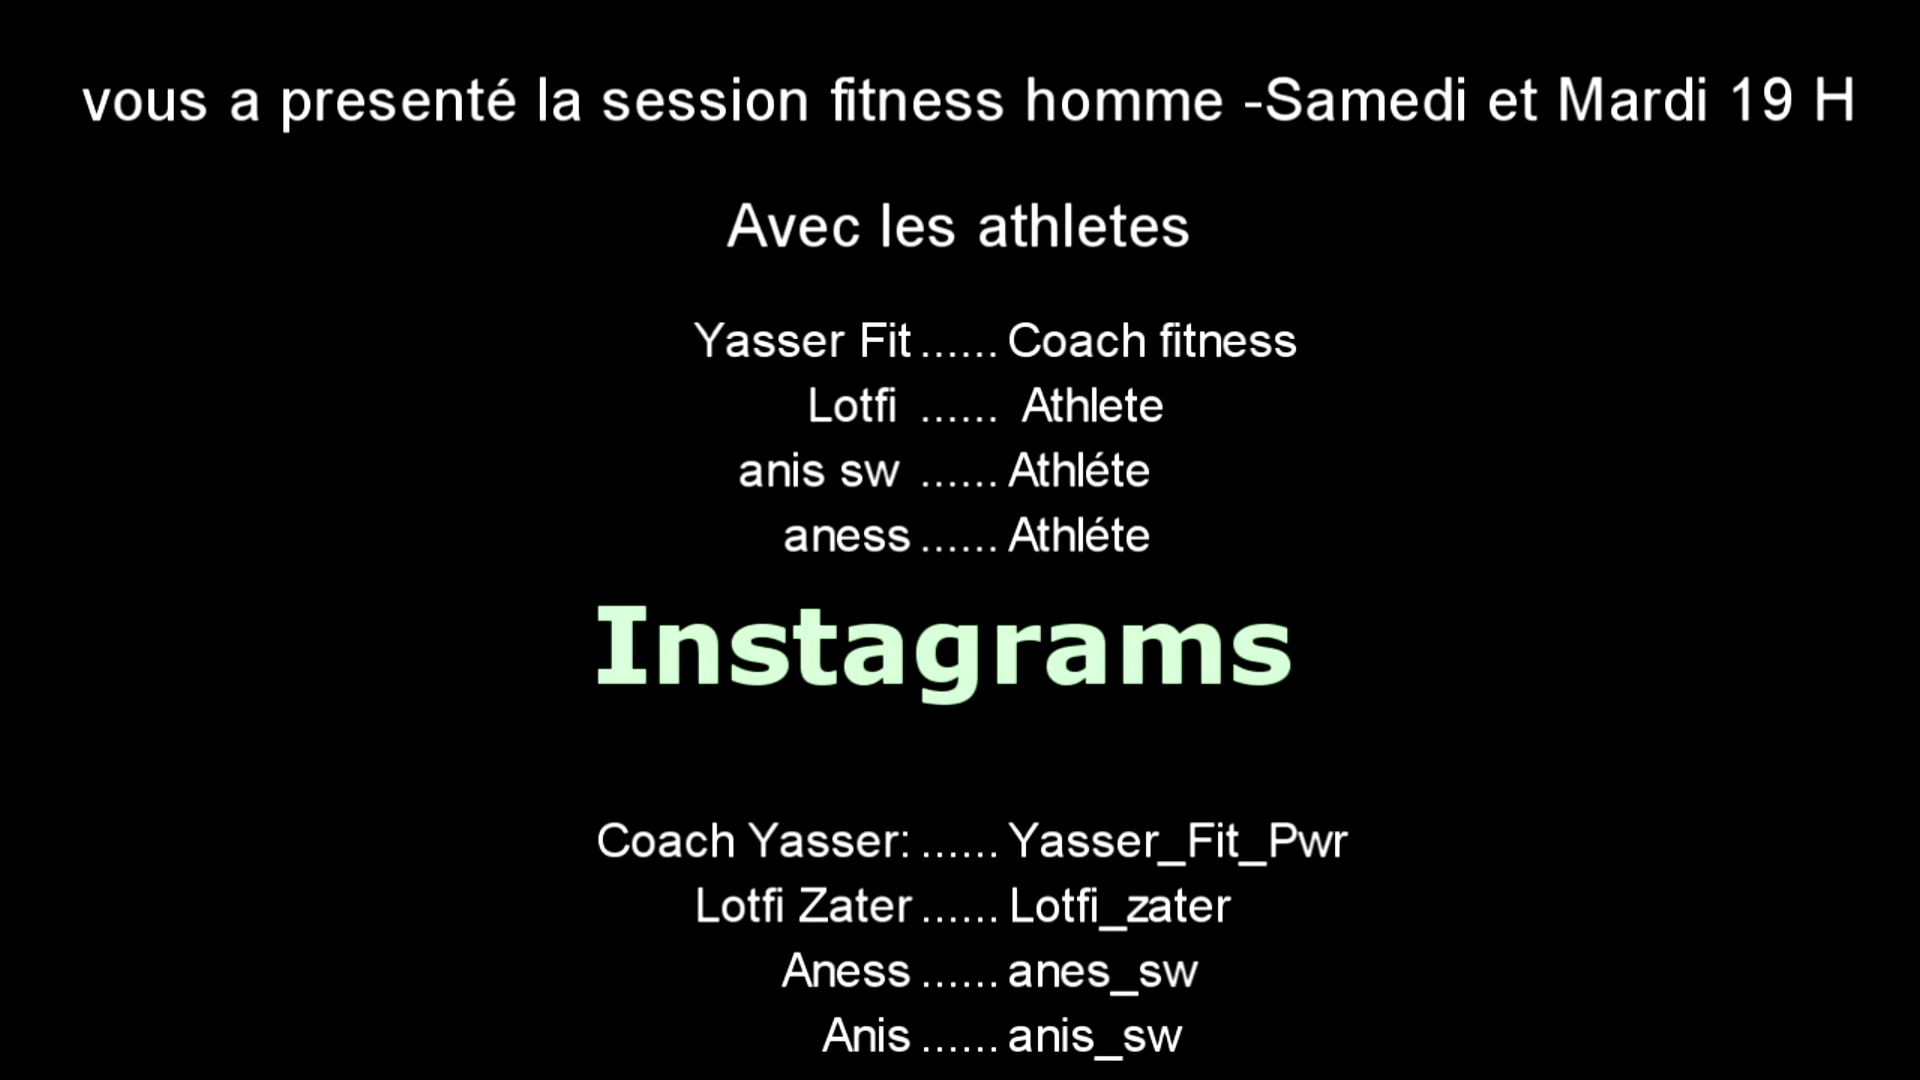 vous a presenté la session fitness homme -Samedi et Mardi 19 H
Avec les athletes
Yasser Fit ...... Coach fitness
Lotfi ...... Athlete
anis sw ...... Athléte
aness ...... Athléte
Instagrams
Coach Yasser: ...... Yasser_Fit_Pwr
Lotfi Zater ...... Lotfi_zater
Aness ...... anes_sw
Anis ...... anis_sw